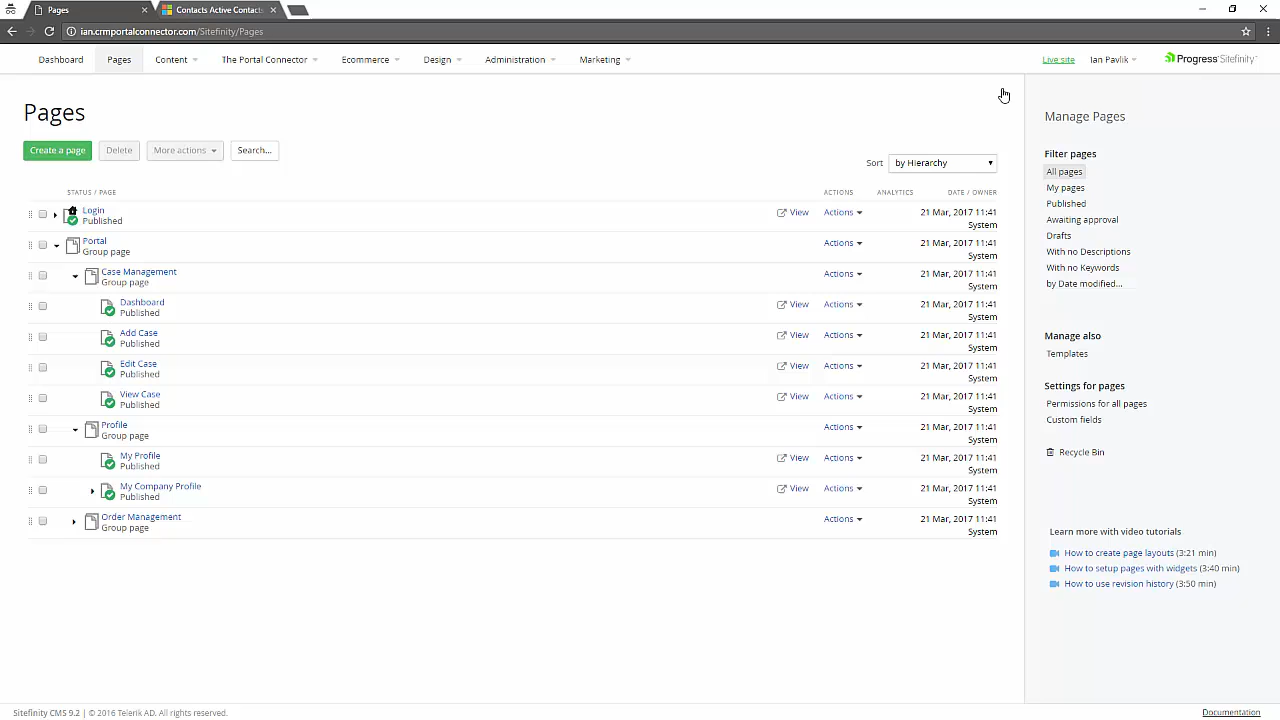 Pages
Contacts Active Contacts
ian.crmportalconnector.com/Sitefinity/Pages
Dashboard Pages Content The Portal Connector Ecommerce Design Administration Marketing Live site Ian Pavlik Progress Sitefinity
Pages
Create a page Delete More actions Search...
Sort by Hierarchy
STATUS / PAGE ACTIONS ANALYTICS DATE / OWNER
Login View Actions 21 Mar, 2017 11:41
Published System
Portal Actions 21 Mar, 2017 11:41
Group page System
Case Management Actions 21 Mar, 2017 11:41
Group page System
Dashboard View Actions 21 Mar, 2017 11:41
Published System
Add Case View Actions 21 Mar, 2017 11:41
Published System
Edit Case View Actions 21 Mar, 2017 11:41
Published System
View Case View Actions 21 Mar, 2017 11:41
Published System
Profile Actions 21 Mar, 2017 11:41
Group page System
My Profile View Actions 21 Mar, 2017 11:41
Published System
My Company Profile View Actions 21 Mar, 2017 11:41
Published System
Order Management Actions 21 Mar, 2017 11:41
Group page System
Manage Pages
Filter pages
All pages
My pages
Published
Awaiting approval
Drafts
With no Descriptions
With no Keywords
by Date modified...
Manage also
Templates
Settings for pages
Permissions for all pages
Custom fields
Recycle Bin
Learn more with video tutorials
How to create page layouts (3:21 min)
How to setup pages with widgets (3:40 min)
How to use revision history (3:50 min)
Sitefinity CMS 9.2 | © 2016 Telerik AD. All rights reserved.
Documentation